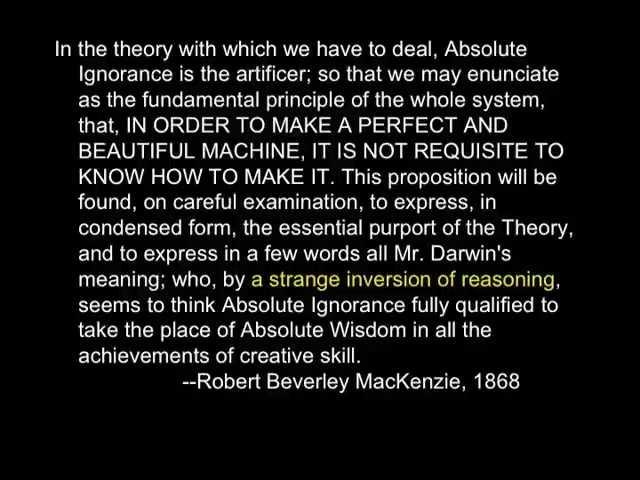 In the theory with which we have to deal, Absolute
Ignorance is the artificer; so that we may enunciate
as the fundamental principle of the whole system,
that, IN ORDER TO MAKE A PERFECT AND
BEAUTIFUL MACHINE, IT IS NOT REQUISITE TO
KNOW HOW TO MAKE IT. This proposition will be
found, on careful examination, to express, in
condensed form, the essential purport of the Theory,
and to express in a few words all Mr. Darwin's
meaning; who, by a strange inversion of reasoning,
seems to think Absolute Ignorance fully qualified to
take the place of Absolute Wisdom in all the
achievements of creative skill.
--Robert Beverley MacKenzie, 1868